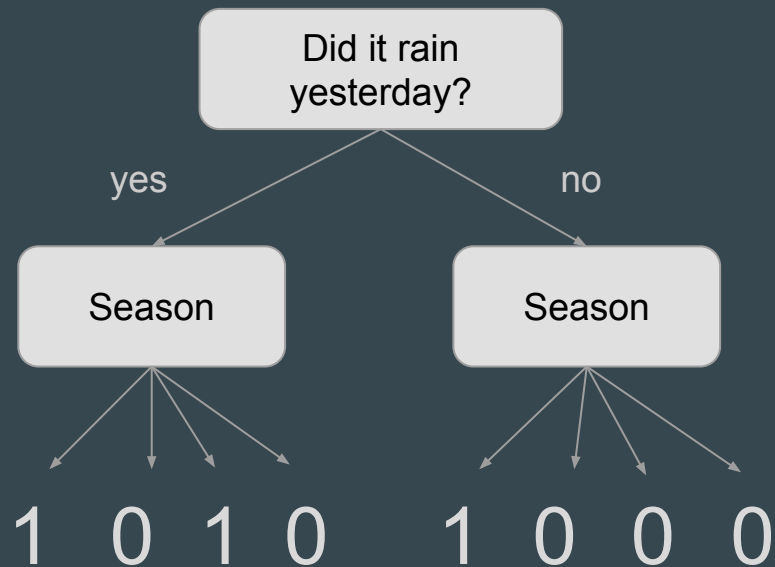 Did it rain
yesterday?
yes no
Season Season
1 0 1 0 1 0 0 0